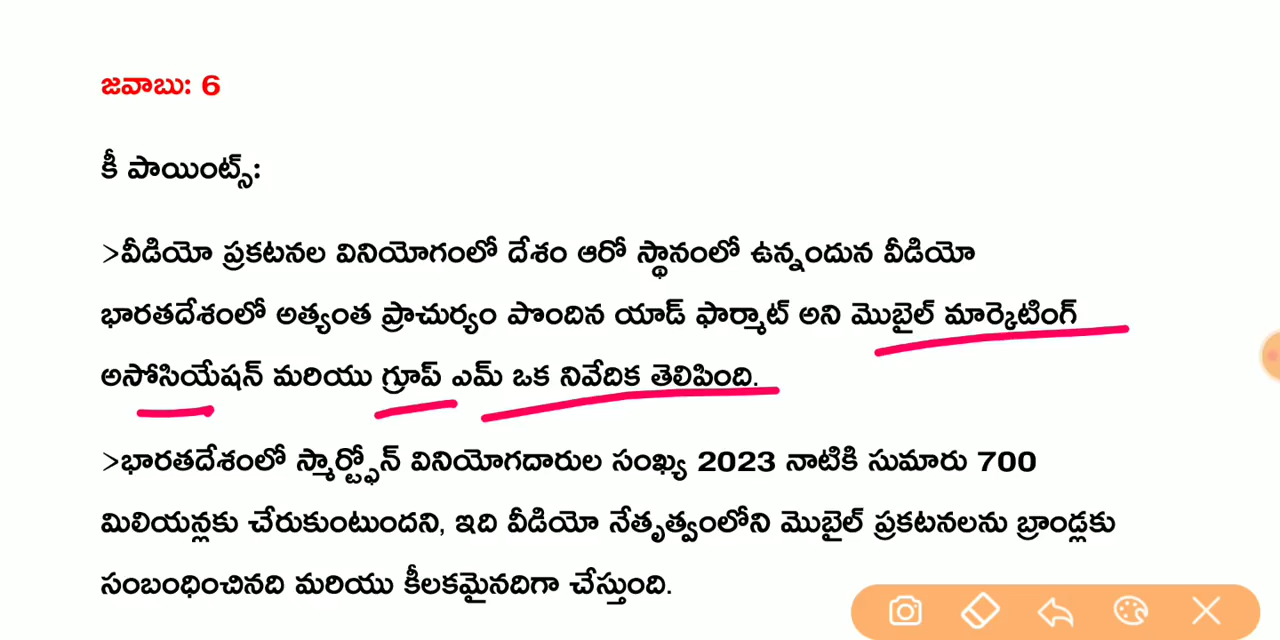 జవాబు: 6
కీ పాయింట్స్:
>వీడియో ప్రకటనల వినియోగంలో దేశం ఆరో స్థానంలో ఉన్నందున వీడియో
భారతదేశంలో అత్యంత ప్రాచుర్యం పొందిన యాడ్ ఫార్మాట్ అని మొబైల్ మార్కెటింగ్
అసోసియేషన్ మరియు గ్రూప్ ఎమ్ ఒక నివేదిక తెలిపింది.
>భారతదేశంలో స్మార్ట్ఫోన్ వినియోగదారుల సంఖ్య 2023 నాటికి సుమారు 700
మిలియన్లకు చేరుకుంటుందని, ఇది వీడియో నేతృత్వంలోని మొబైల్ ప్రకటనలను బ్రాండ్లకు
సంబంధించినది మరియు కీలకమైనదిగా చేస్తుంది.